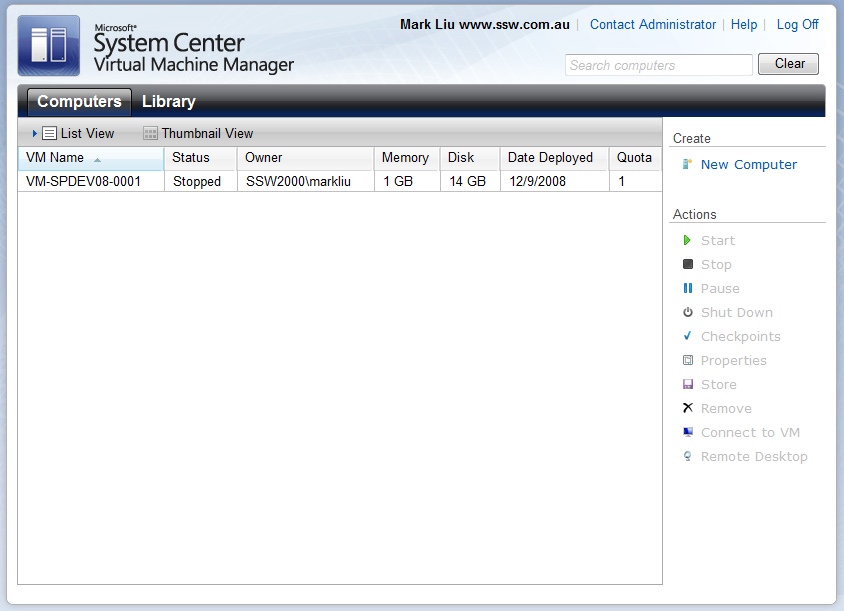 Microsoft®
System Center
Virtual Machine Manager
Mark Liu www.ssw.com.au | Contact Administrator | Help | Log Off
Search computers
Clear
Computers
Library
List View
Thumbnail View
VM Name Status Owner Memory Disk Date Deployed Quota
VM-SPDEV08-0001 Stopped SSW2000\markliu 1 GB 14 GB 12/9/2008 1
Create
New Computer
Actions
Start
Stop
Pause
Shut Down
Checkpoints
Properties
Store
Remove
Connect to VM
Remote Desktop